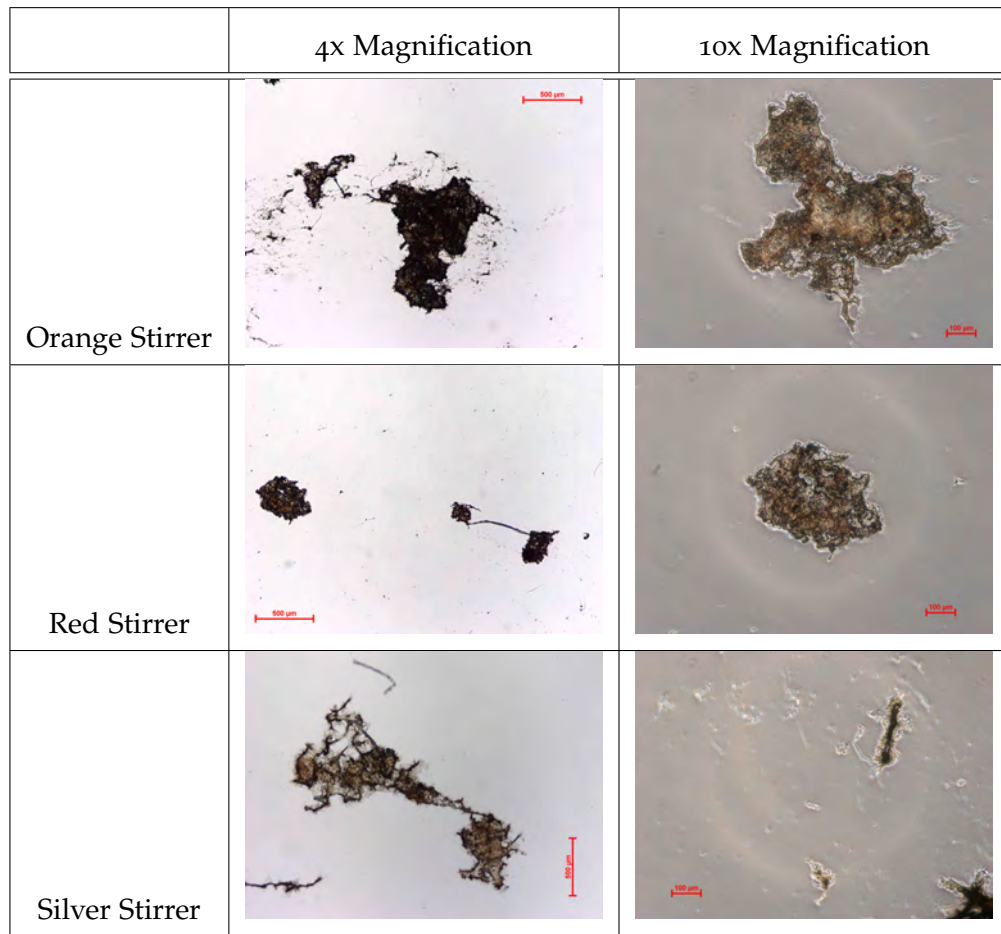 4x Magnification
10x Magnification
500 µm
100 µm
Orange Stirrer
500 µm
100 µm
Red Stirrer
500 µm
100 µm
Silver Stirrer